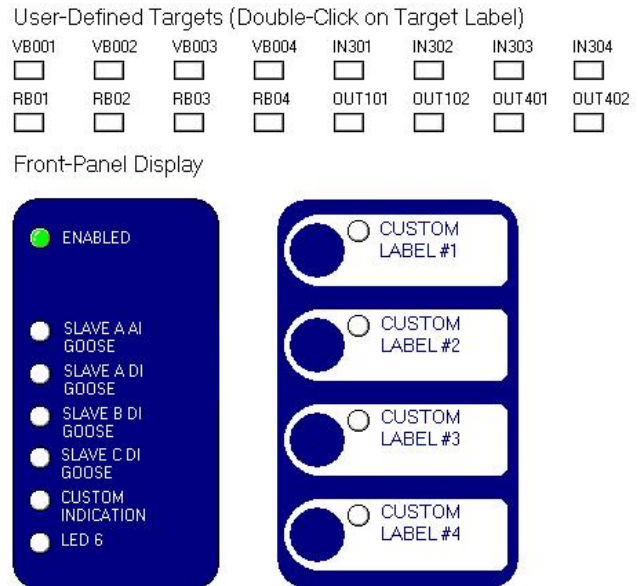 User-Defined Targets (Double-Click on Target Label)
VB001 VB002 VB003 VB004 IN301 IN302 IN303 IN304
RB01 RB02 RB03 RB04 OUT101 OUT102 OUT401 OUT402
Front-Panel Display
ENABLED
SLAVE A AI
GOOSE
SLAVE A DI
GOOSE
SLAVE B DI
GOOSE
SLAVE C DI
GOOSE
CUSTOM
INDICATION
LED 6
CUSTOM
LABEL #1
CUSTOM
LABEL #2
CUSTOM
LABEL #3
CUSTOM
LABEL #4